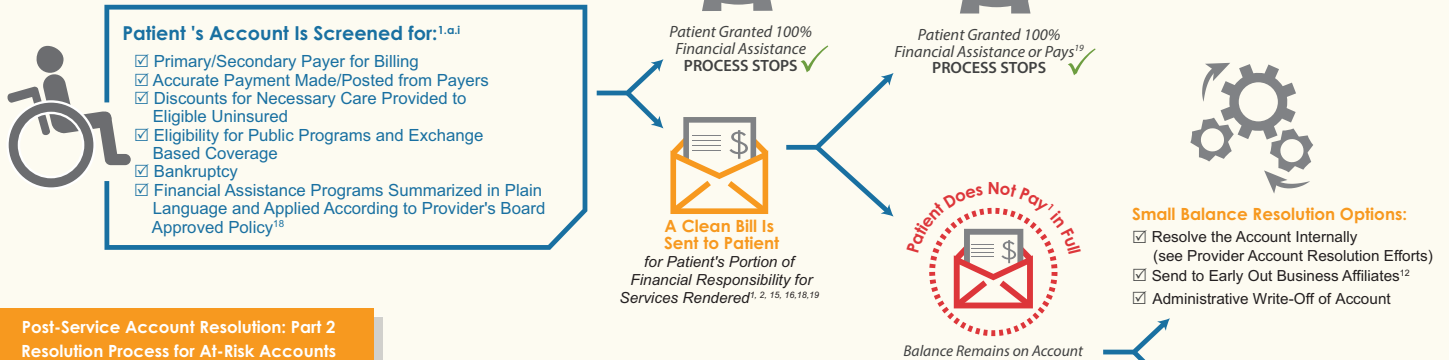 Patient 's Account Is Screened for:1.a.i
☑ Primary/Secondary Payer for Billing
☑ Accurate Payment Made/Posted from Payers
☑ Discounts for Necessary Care Provided to
Eligible Uninsured
☑ Eligibility for Public Programs and Exchange
Based Coverage
☑ Bankruptcy
☑ Financial Assistance Programs Summarized in Plain
Language and Applied According to Provider's Board
Approved Policy18
Patient Granted 100%
Financial Assistance
PROCESS STOPS
$
A Clean Bill Is
Sent to Patient
for Patient's Portion of
Financial Responsibility for
Services Rendered1, 2, 15, 16,18,19
Patient Granted 100%
Financial Assistance or Pays19
PROCESS STOPS
Patient Does Not Pay1 in Full
$
Balance Remains on Account
Small Balance Resolution Options:
☑ Resolve the Account Internally
(see Provider Account Resolution Efforts)
☑ Send to Early Out Business Affiliates12
☑ Administrative Write-Off of Account
Post-Service Account Resolution: Part 2
Resolution Process for At-Risk Accounts